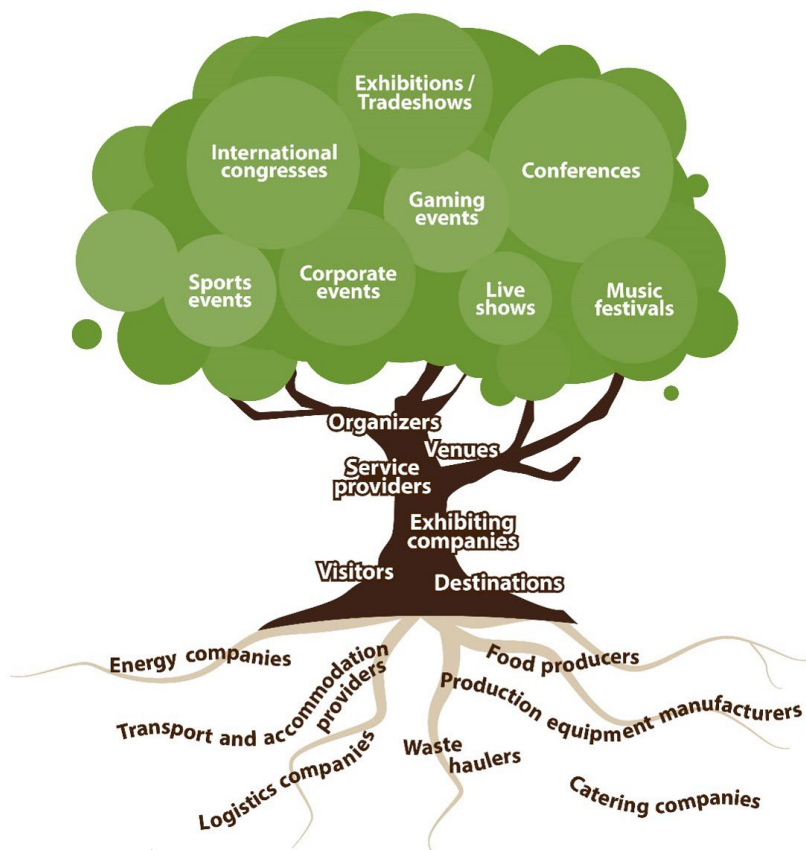 Exhibitions /
Tradeshows
International
congresses
Conferences
Gaming
events
Sports
events
Corporate
events
Live
shows
Music
festivals
Organizers
Venues
Service
providers
Exhibiting
companies
Visitors
Destinations
Energy companies
Food producers
Transport and accommodation
providers
Production equipment manufacturers
Logistics companies
Waste
haulers
Catering companies